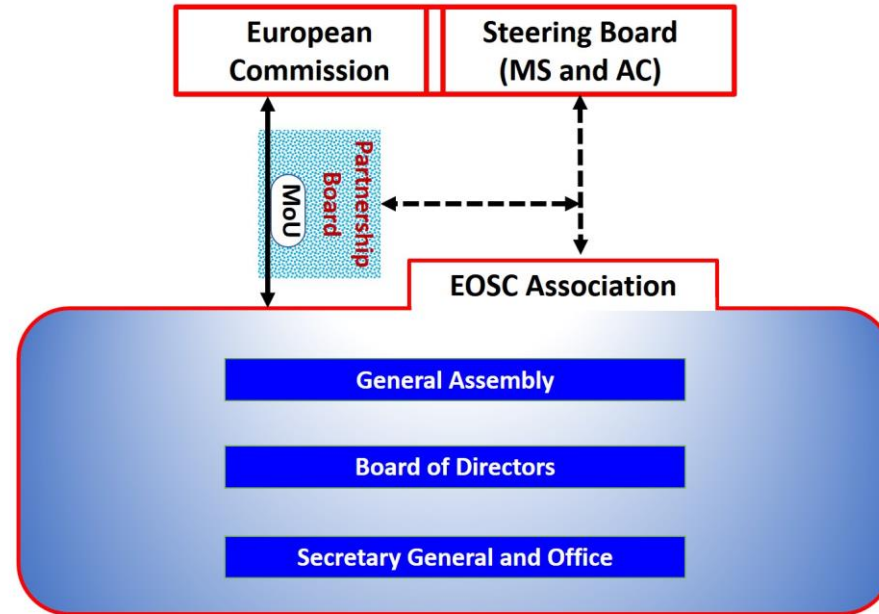 European
Commission
Steering Board
(MS and AC)
Partnership
Board
MoU
EOSC Association
General Assembly
Board of Directors
Secretary General and Office